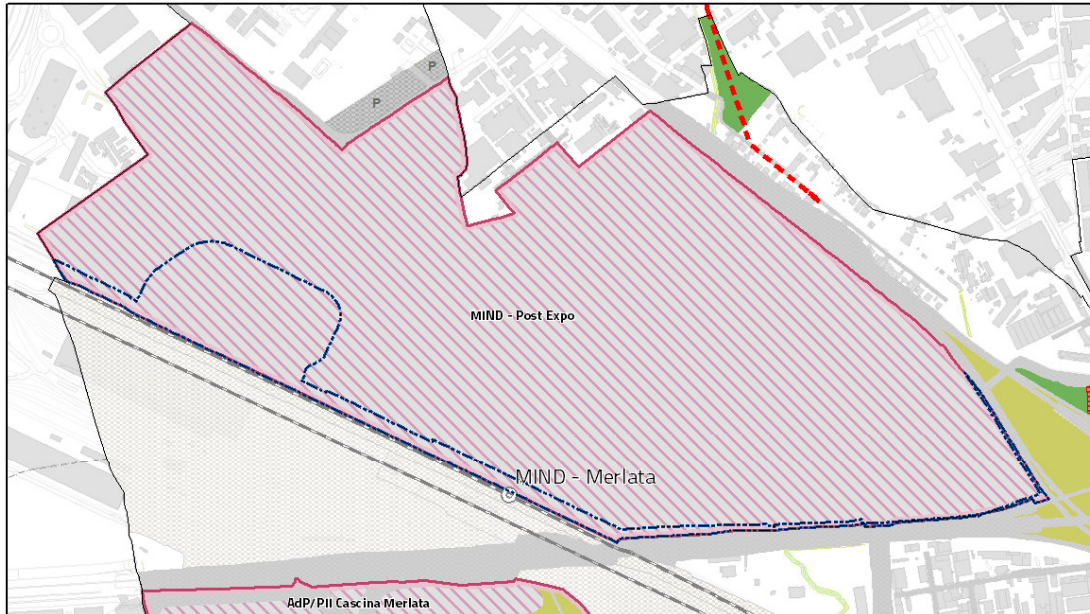 P
P
MIND - Post Expo
MIND - Merlata
AdP/PII Cascina Merlata